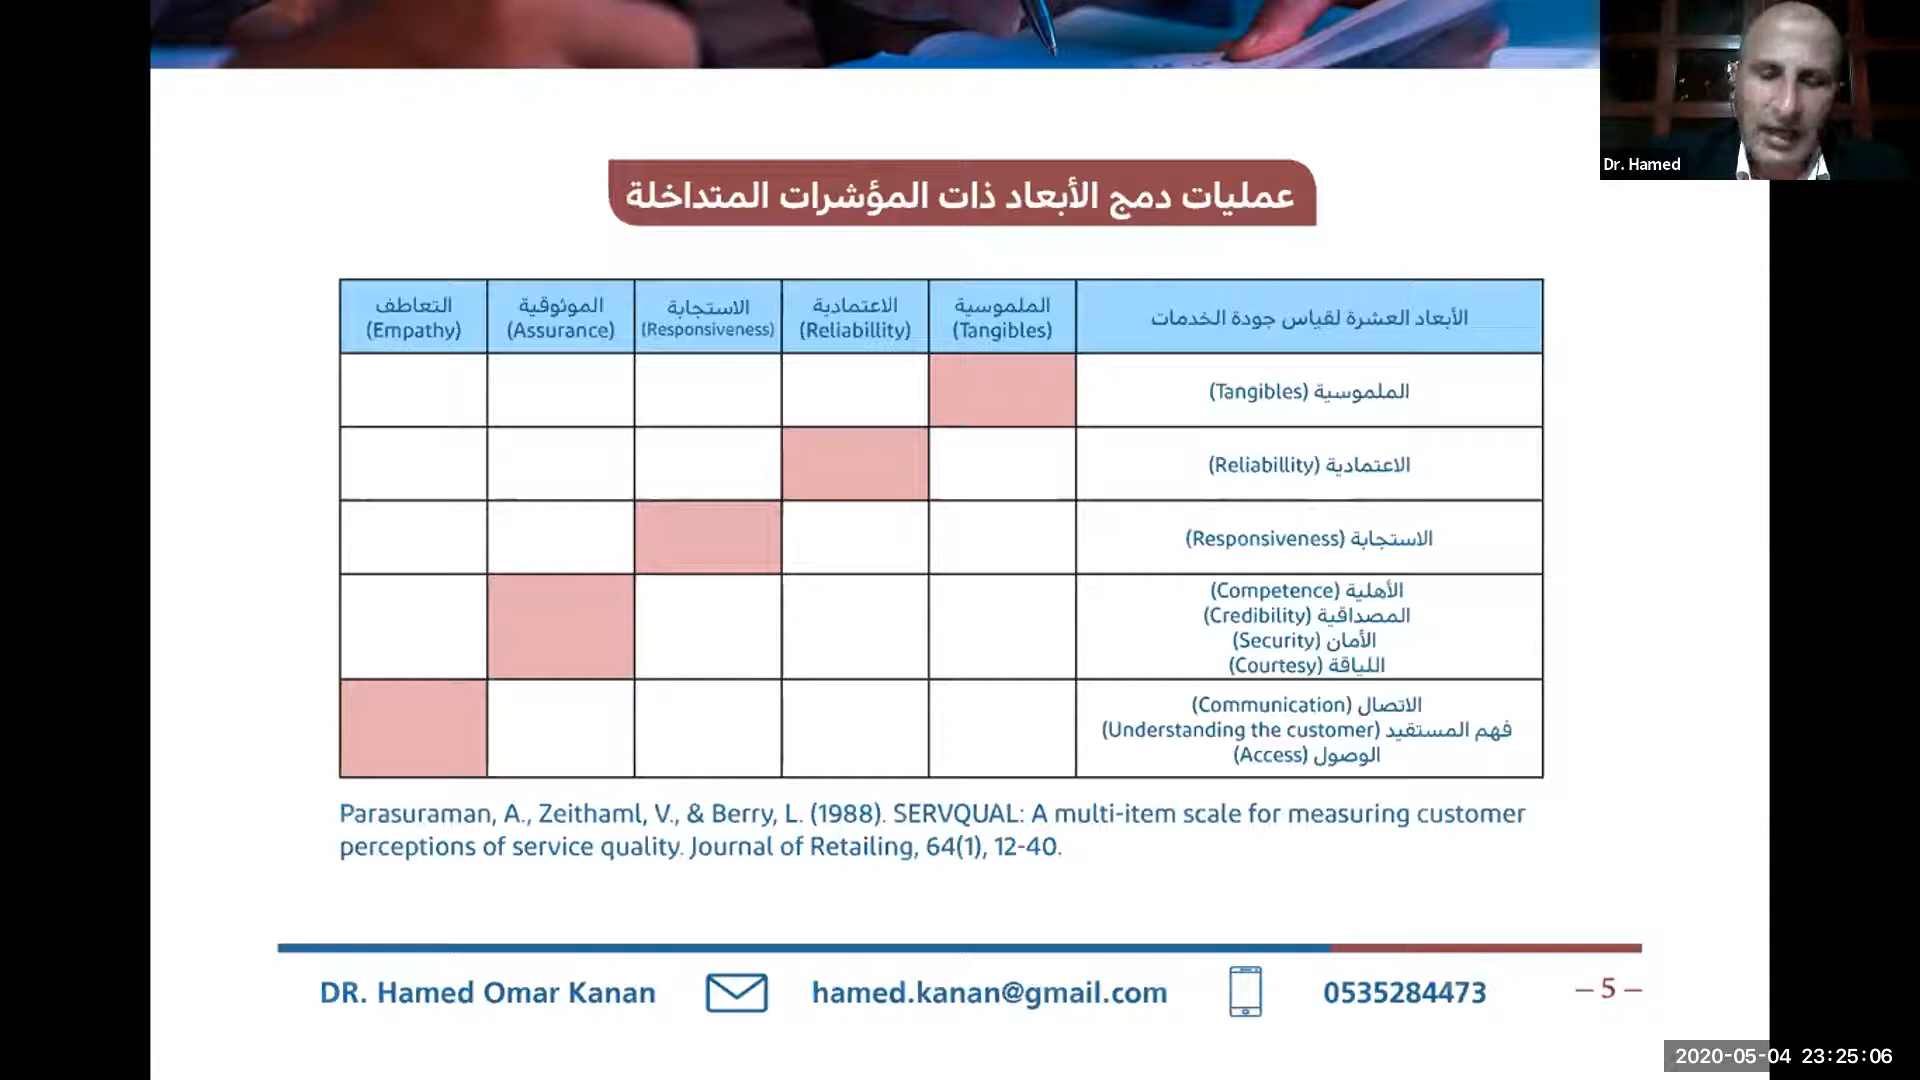 Dr. Hamed
عمليات دمج الأبعاد ذات المؤشرات المتداخلة
الأبعاد العشرة لقياس جودة الخدمات
الملموسية
(Tangibles)
الاعتمادية
(Reliabillity)
الاستجابة
(Responsiveness)
الموثوقية
(Assurance)
التعاطف
(Empathy)
الملموسية (Tangibles)
الاعتمادية (Reliabillity)
الاستجابة (Responsiveness)
الأهلية (Competence)
المصداقية (Credibility)
الأمان (Security)
اللياقة (Courtesy)
الاتصال (Communication)
فهم المستفيد (Understanding the customer)
الوصول (Access)
Parasuraman, A., Zeithaml, V., & Berry, L. (1988). SERVQUAL: A multi-item scale for measuring customer
perceptions of service quality. Journal of Retailing, 64(1), 12-40.
DR. Hamed Omar Kanan hamed.kanan@gmail.com 0535284473 – 5 –
2020-05-04 23:25:06